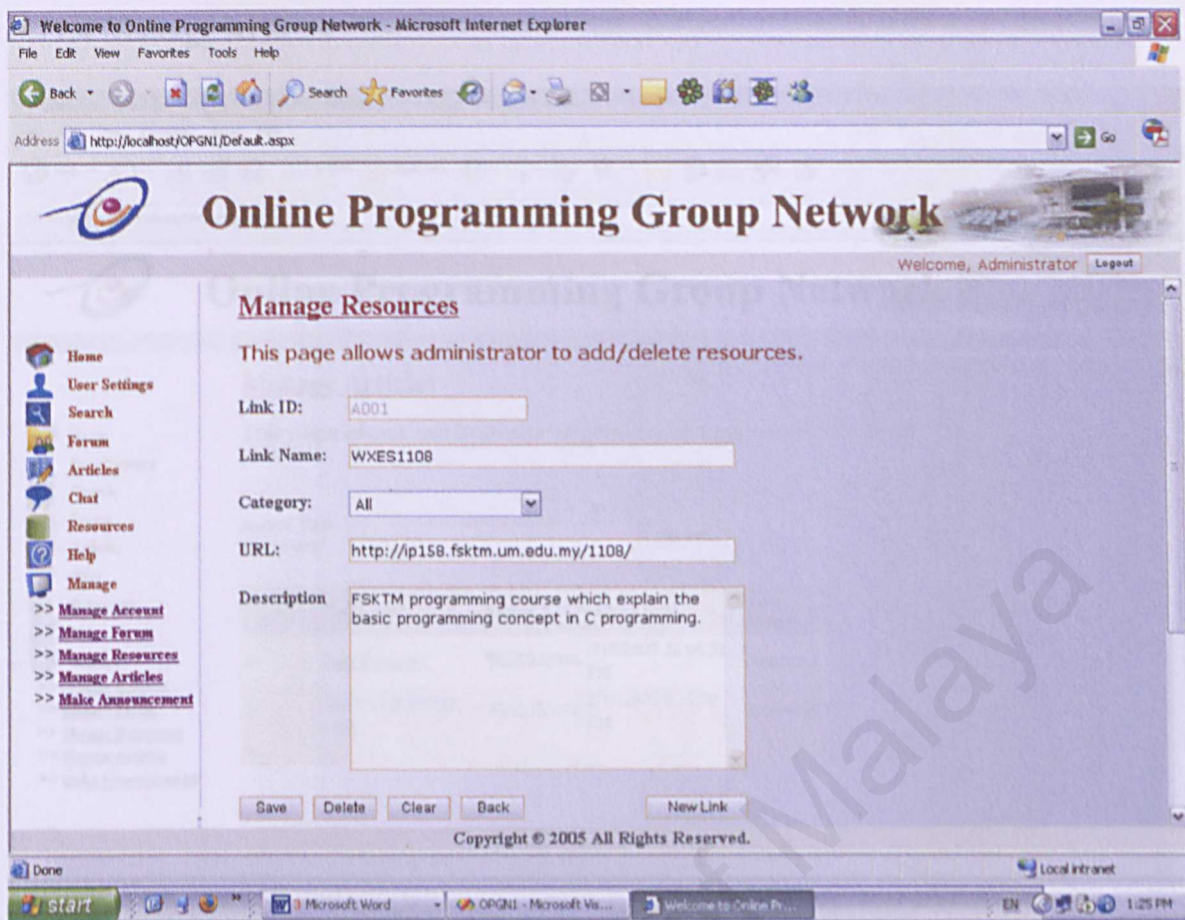 Welcome to Online Programming Group Network - Microsoft Internet Explorer
File Edit View Favorites Tools Help
Back Search Favorites
Address http://localhost/OPGN1/Default.aspx Go
Online Programming Group Network
Welcome, Administrator Logout
Manage Resources
This page allows administrator to add/delete resources.
Home
User Settings
Search
Forum
Articles
Chat
Resources
Help
Manage
>> Manage Account
>> Manage Forum
>> Manage Resources
>> Manage Articles
>> Make Announcement
Link ID: A001
Link Name: WXES1108
Category: All
URL: http://ip158.fsktm.um.edu.my/1108/
Description FSKTM programming course which explain the
basic programming concept in C programming.
Save Delete Clear Back New Link
Copyright © 2005 All Rights Reserved.
Done Local intranet
start 3 Microsoft Word OPGN1 - Microsoft Vis... Welcome to Online Pr... EN 1:25 PM
of Malaya